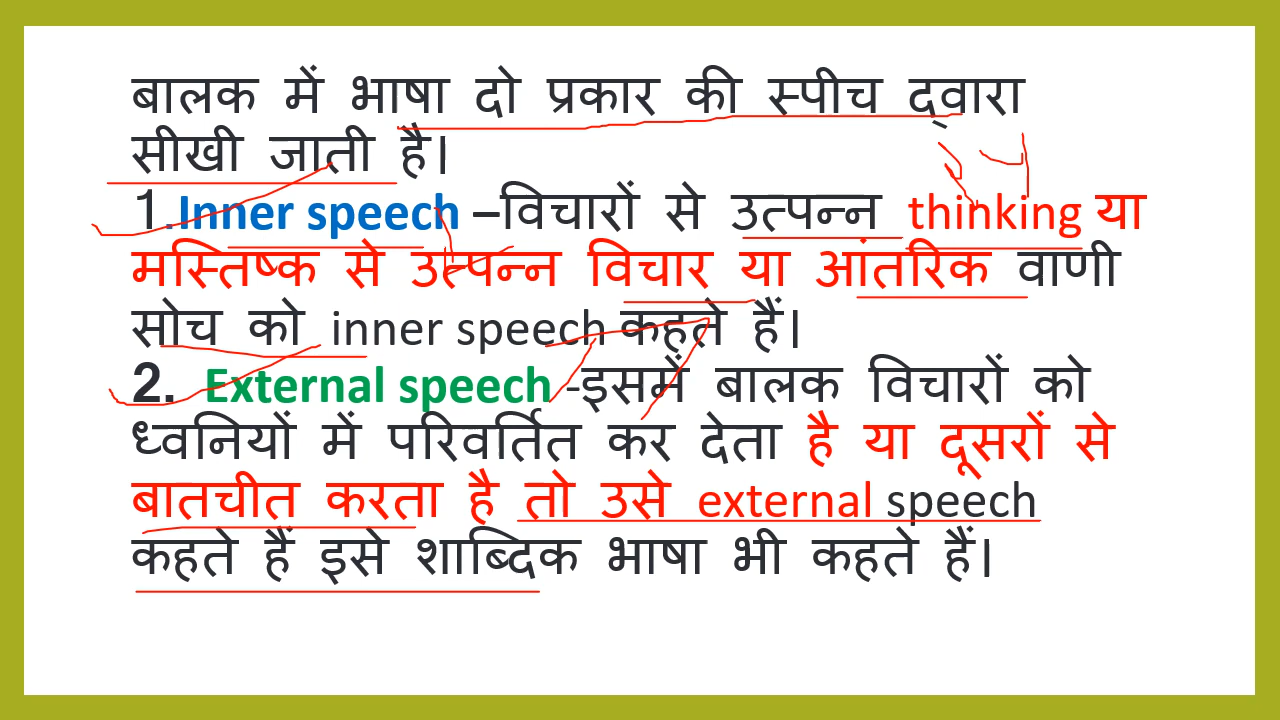 बालक में भाषा दो प्रकार की स्पीच द्वारा
सीखी जाती है।
1.Inner speech –विचारों से उत्पन्न thinking या
मस्तिष्क से उत्पन्न विचार या आंतरिक वाणी
सोच को inner speech कहते हैं।
2. External speech -इसमें बालक विचारों को
ध्वनियों में परिवर्तित कर देता है या दूसरों से
बातचीत करता है तो उसे external speech
कहते हैं इसे शाब्दिक भाषा भी कहते हैं।